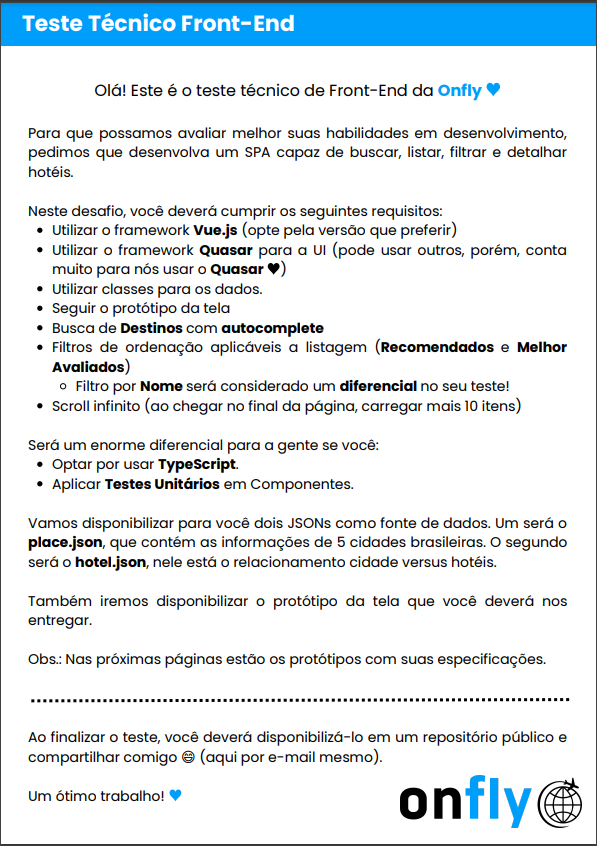 Teste Técnico Front-End
Olá! Este é o teste técnico de Front-End da Onfly ♥
Para que possamos avaliar melhor suas habilidades em desenvolvimento,
pedimos que desenvolva um SPA capaz de buscar, listar, filtrar e detalhar
hotéis.
Neste desafio, você deverá cumprir os seguintes requisitos:
• Utilizar o framework Vue.js (opte pela versão que preferir)
• Utilizar o framework Quasar para a UI (pode usar outros, porém, conta
muito para nós usar o Quasar ♥)
• Utilizar classes para os dados.
• Seguir o protótipo da tela
• Busca de Destinos com autocomplete
• Filtros de ordenação aplicáveis a listagem (Recomendados e Melhor
Avaliados)
○ Filtro por Nome será considerado um diferencial no seu teste!
• Scroll infinito (ao chegar no final da página, carregar mais 10 itens)
Será um enorme diferencial para a gente se você:
• Optar por usar TypeScript.
• Aplicar Testes Unitários em Componentes.
Vamos disponibilizar para você dois JSONs como fonte de dados. Um será o
place.json, que contém as informações de 5 cidades brasileiras. O segundo
será o hotel.json, nele está o relacionamento cidade versus hotéis.
Também iremos disponibilizar o protótipo da tela que você deverá nos
entregar.
Obs.: Nas próximas páginas estão os protótipos com suas especificações.
Ao finalizar o teste, você deverá disponibilizá-lo em um repositório público e
compartilhar comigo 😄 (aqui por e-mail mesmo).
Um ótimo trabalho! ♥
onfly